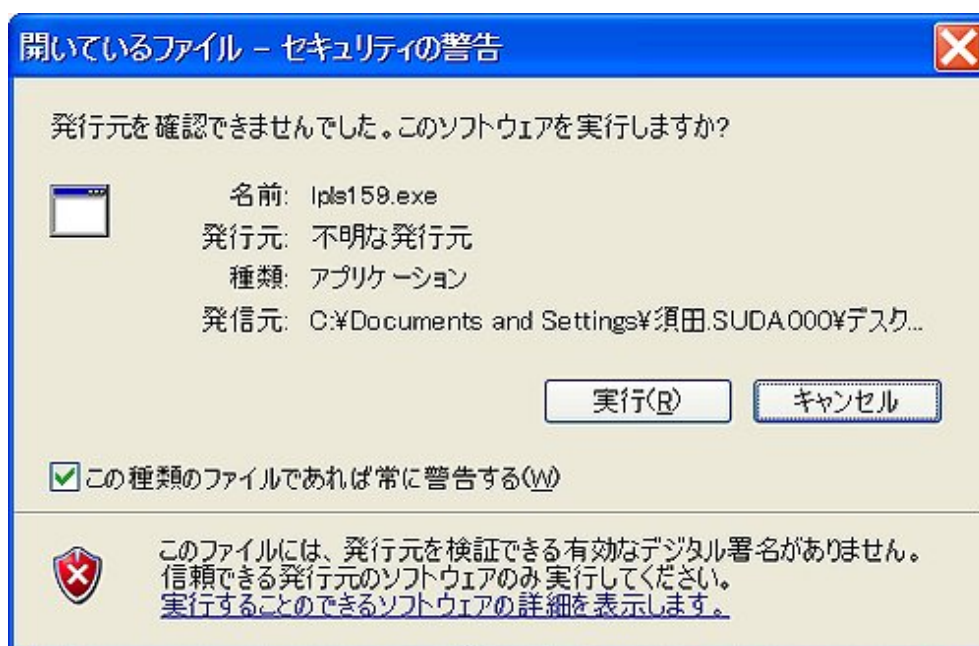 開いているファイル - セキュリティの警告
発行元を確認できませんでした。このソフトウェアを実行しますか?
名前: lpls159.exe
発行元: 不明な発行元
種類: アプリケーション
発信元: C:¥Documents and Settings¥須田.SUDA000¥デスク...
実行(R) キャンセル
この種類のファイルであれば常に警告する(W)
このファイルには、発行元を検証できる有効なデジタル署名がありません。
信頼できる発行元のソフトウェアのみ実行してください。
実行することのできるソフトウェアの詳細を表示します。